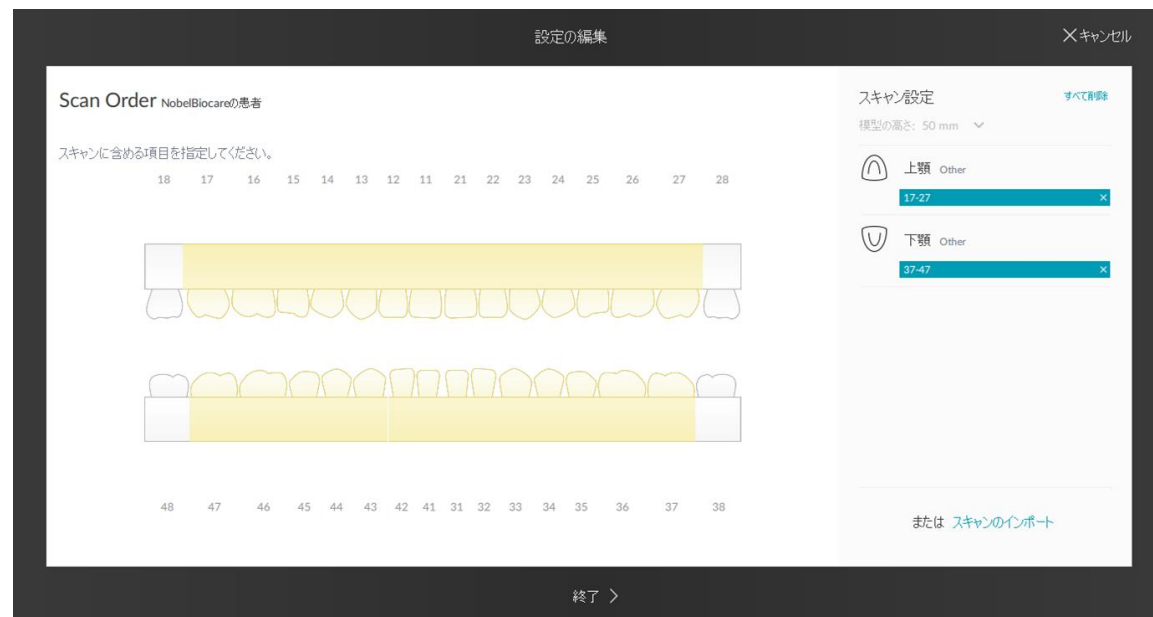 設定の編集
×キャンセル
Scan Order NobelBiocareの患者
スキャンに含める項目を指定してください。
18 17 16 15 14 13 12 11 21 22 23 24 25 26 27 28
48 47 46 45 44 43 42 41 31 32 33 34 35 36 37 38
スキャン設定 すべて削除
模型の高さ: 50 mm
上顎 Other
17-27 ×
下顎 Other
37-47 ×
または スキャンのインポート
終了 >